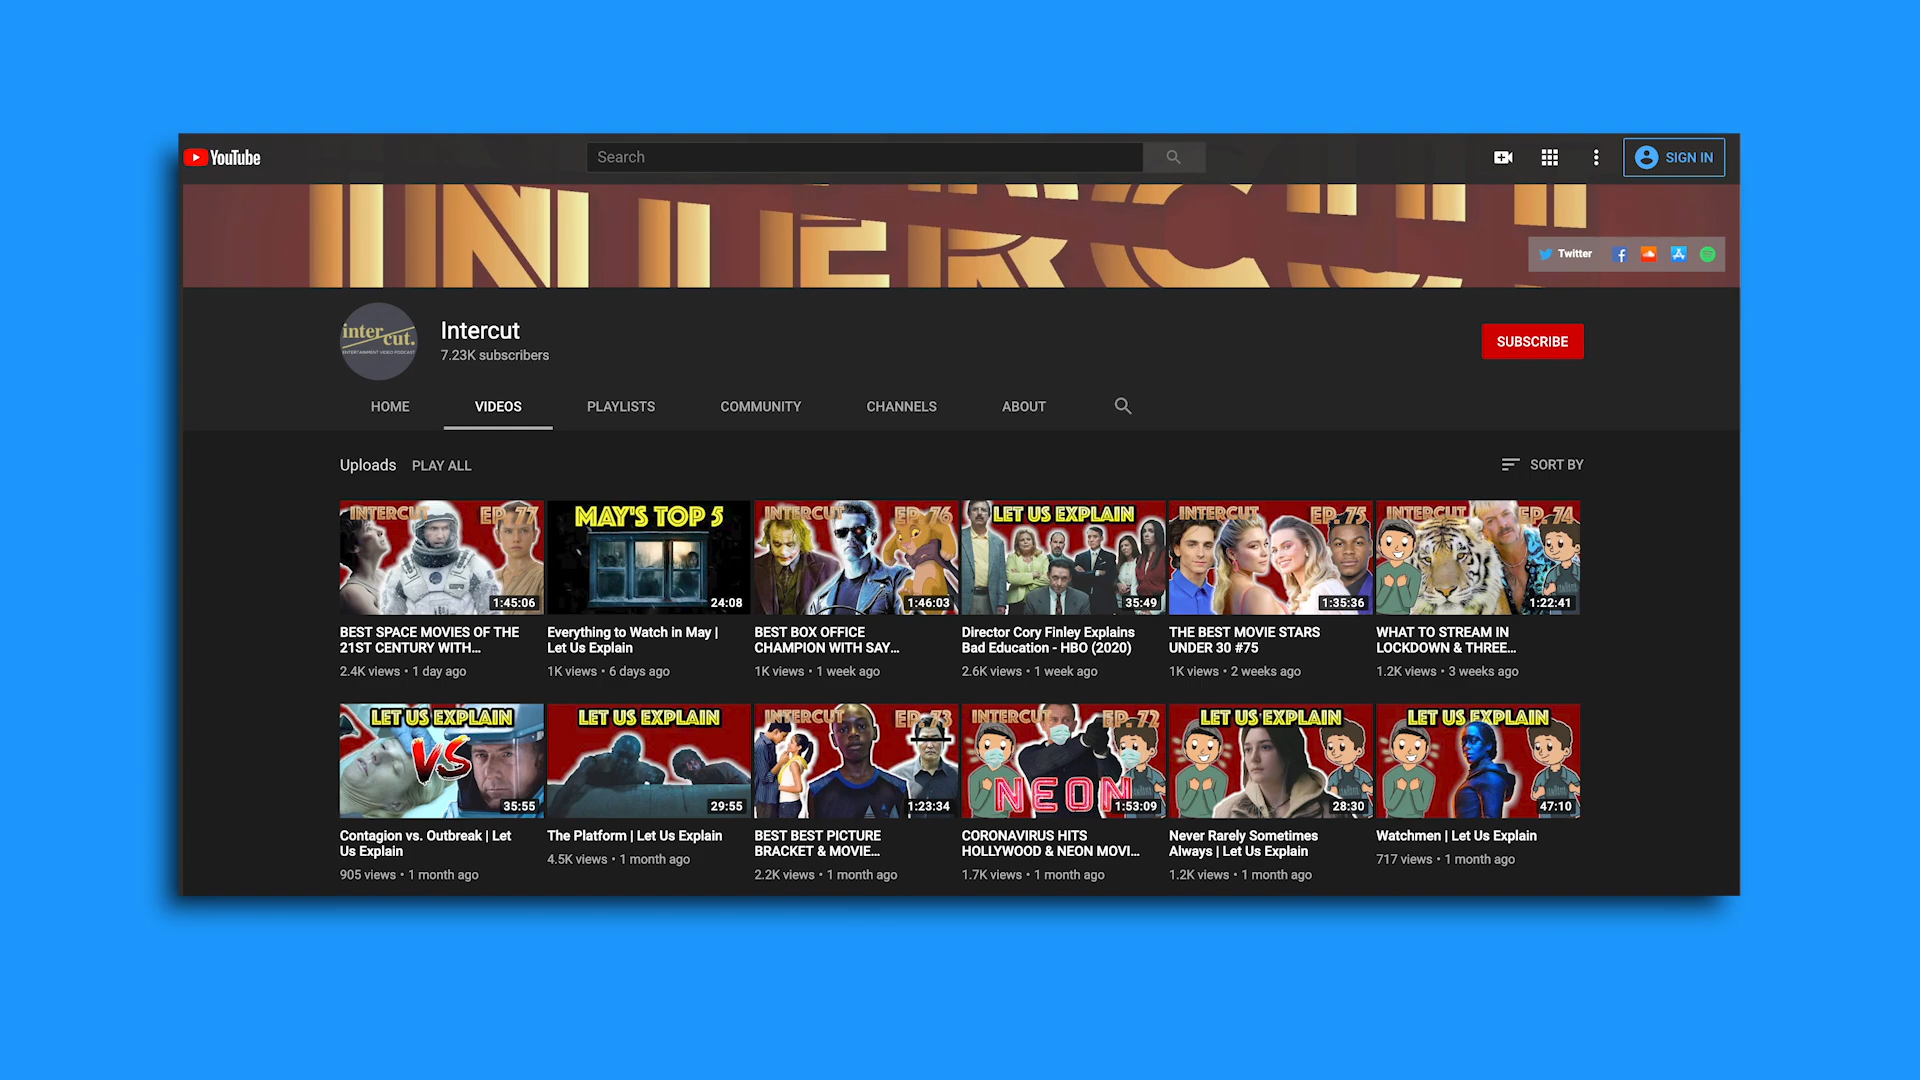 YouTube
Search
SIGN IN
INTERCUT
Twitter
inter cut.
ENTERTAINMENT VIDEO PODCAST
Intercut
7.23K subscribers
SUBSCRIBE
HOME
VIDEOS
PLAYLISTS
COMMUNITY
CHANNELS
ABOUT
Uploads
PLAY ALL
SORT BY
INTERCUT EP. 77
1:45:06
MAY'S TOP 5
24:08
INTERCUT EP. 76
1:46:03
LET US EXPLAIN
35:49
INTERCUT EP. 75
1:35:36
INTERCUT EP. 74
1:22:41
BEST SPACE MOVIES OF THE
21ST CENTURY WITH...
2.4K views • 1 day ago
Everything to Watch in May |
Let Us Explain
1K views • 6 days ago
BEST BOX OFFICE
CHAMPION WITH SAY...
1K views • 1 week ago
Director Cory Finley Explains
Bad Education - HBO (2020)
2.6K views • 1 week ago
THE BEST MOVIE STARS
UNDER 30 #75
1K views • 2 weeks ago
WHAT TO STREAM IN
LOCKDOWN & THREE...
1.2K views • 3 weeks ago
LET US EXPLAIN
VS
35:55
LET US EXPLAIN
29:55
INTERCUT EP. 73
1:23:34
INTERCUT EP. 72
NEON
1:53:09
LET US EXPLAIN
28:30
LET US EXPLAIN
47:10
Contagion vs. Outbreak | Let
Us Explain
905 views • 1 month ago
The Platform | Let Us Explain
4.5K views • 1 month ago
BEST BEST PICTURE
BRACKET & MOVIE...
2.2K views • 1 month ago
CORONAVIRUS HITS
HOLLYWOOD & NEON MOVI...
1.7K views • 1 month ago
Never Rarely Sometimes
Always | Let Us Explain
1.2K views • 1 month ago
Watchmen | Let Us Explain
717 views • 1 month ago